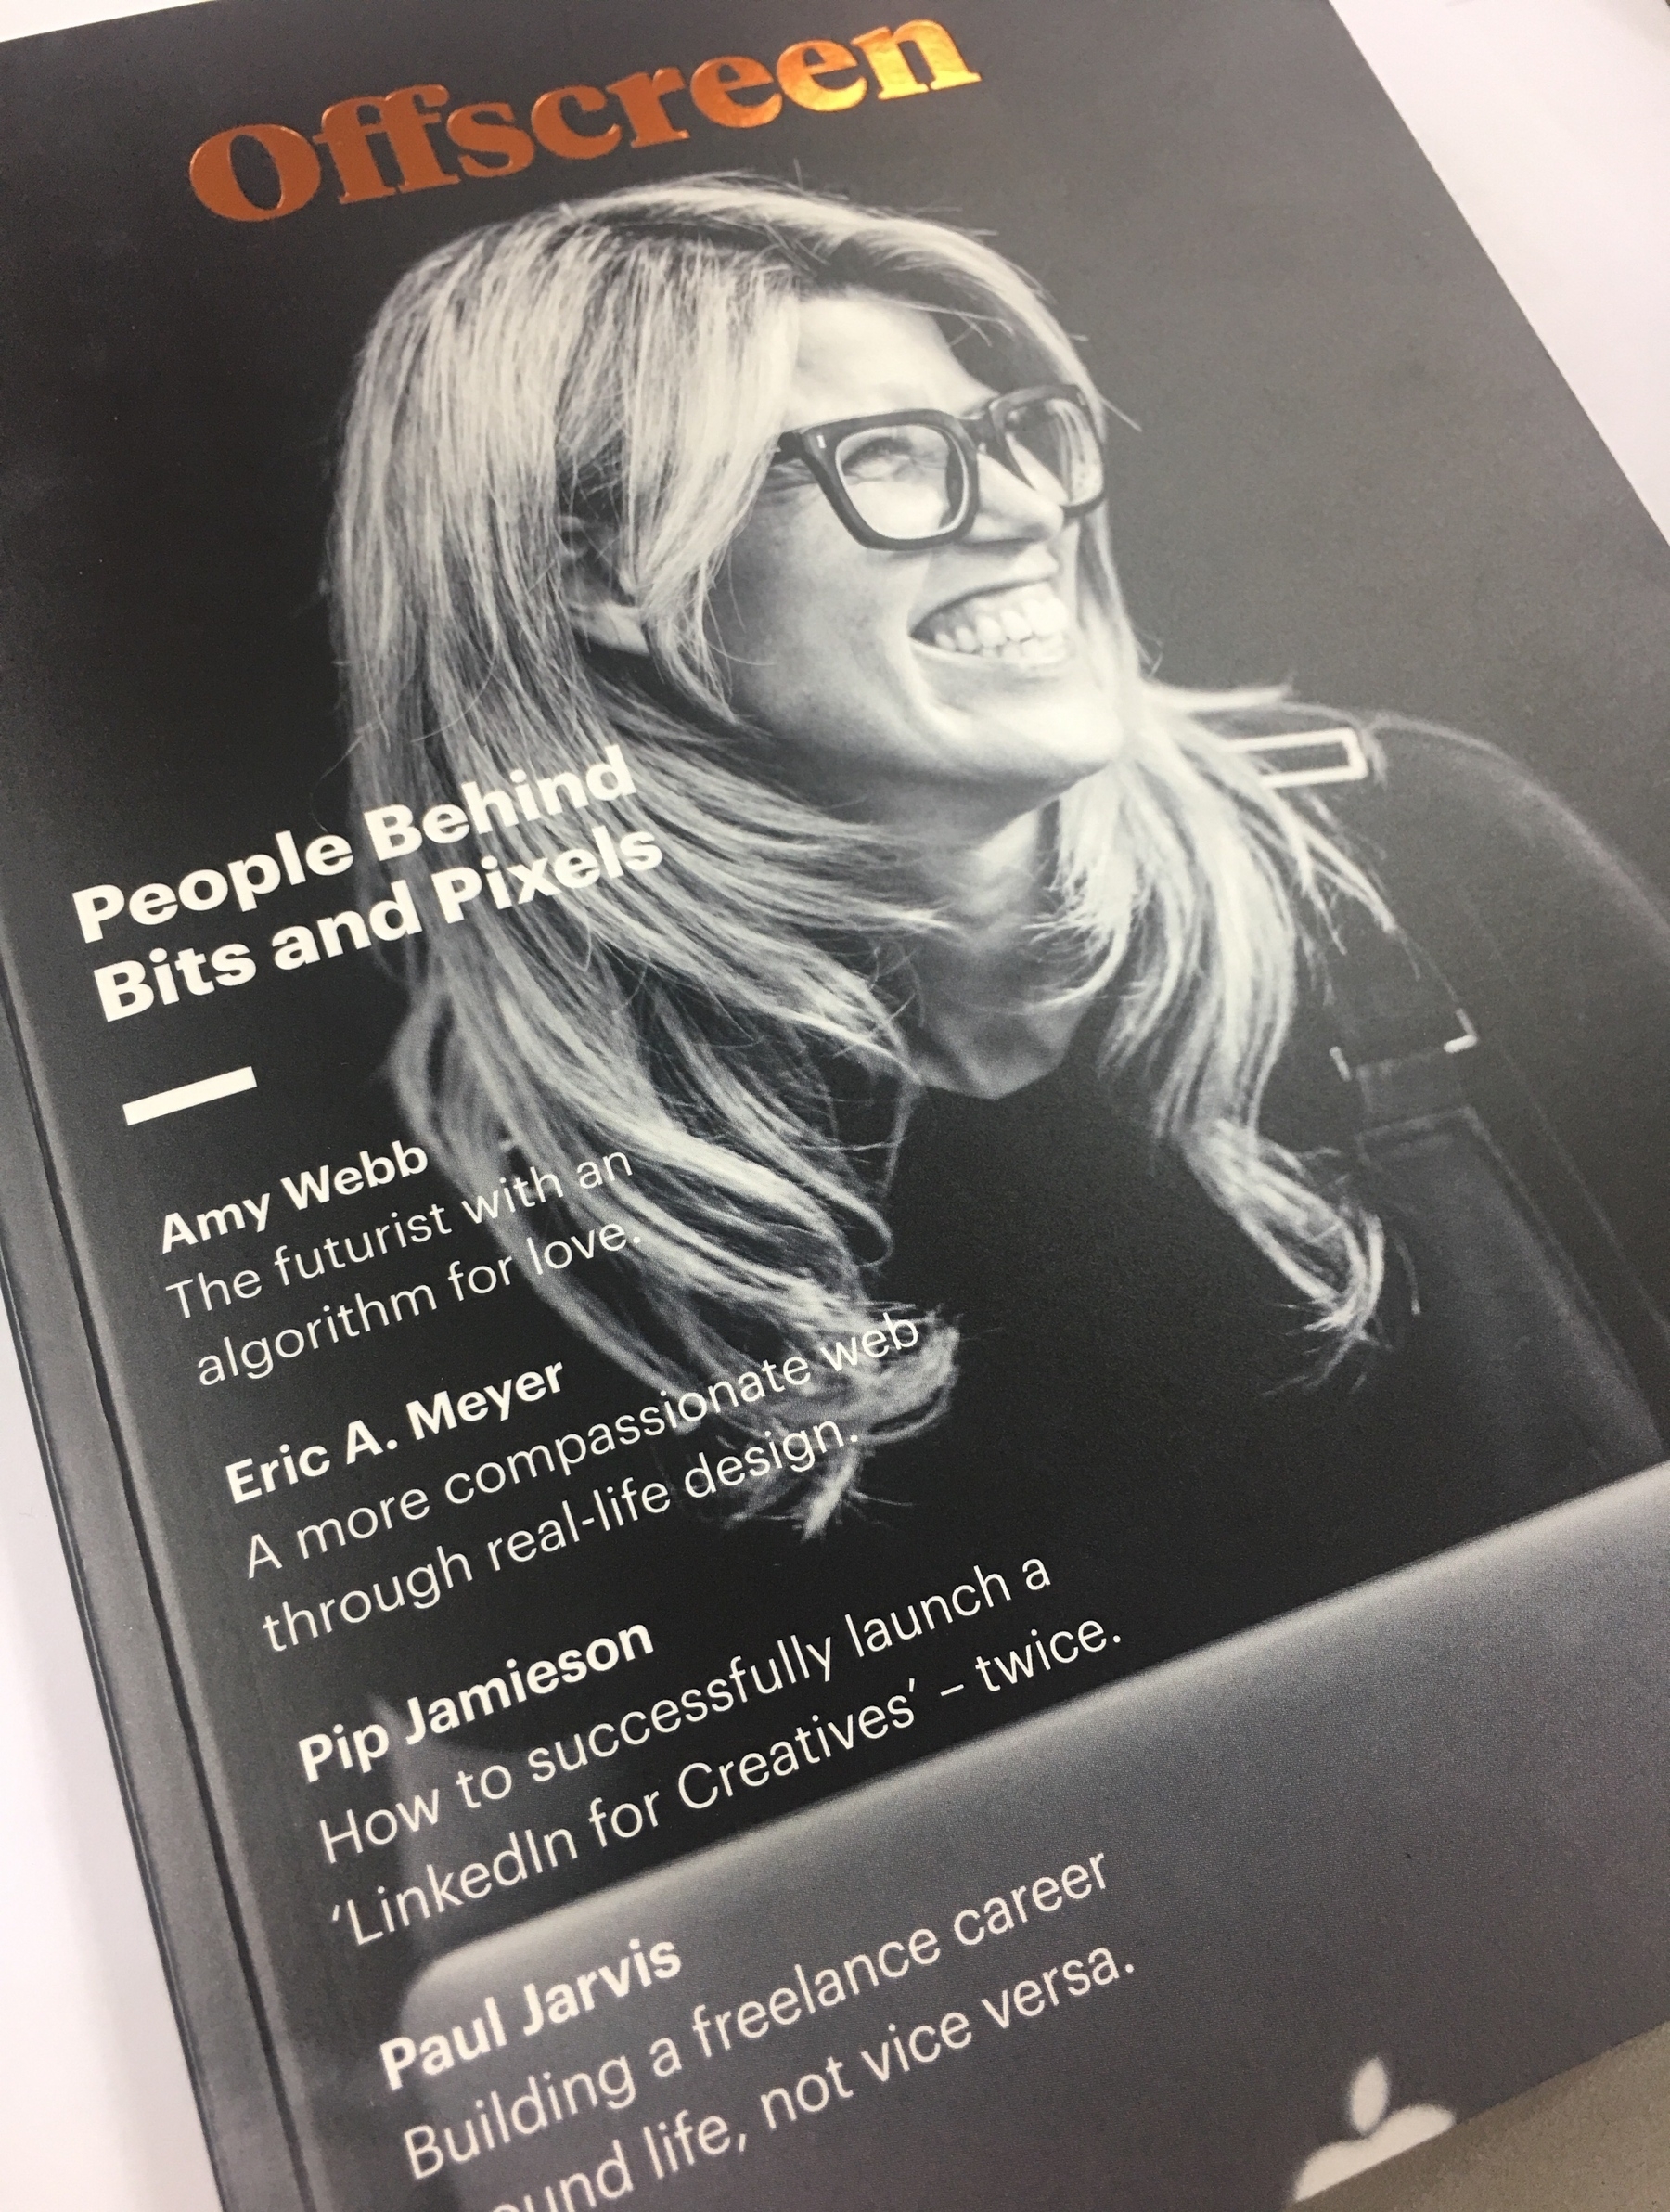 Offscreen
People Behind
Bits and Pixels
Amy Webb
The futurist with an
algorithm for love.
Eric A. Meyer
A more compassionate web
through real-life design.
Pip Jamieson
How to successfully launch a
‘LinkedIn for Creatives’ – twice.
Paul Jarvis
Building a freelance career
life, not vice versa.